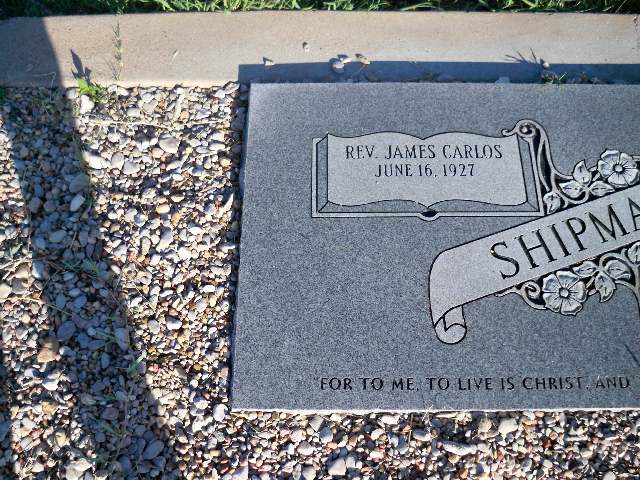 REV. JAMES CARLOS
JUNE 16, 1927
SHIPMA
"FOR TO ME, TO LIVE IS CHRIST, AND